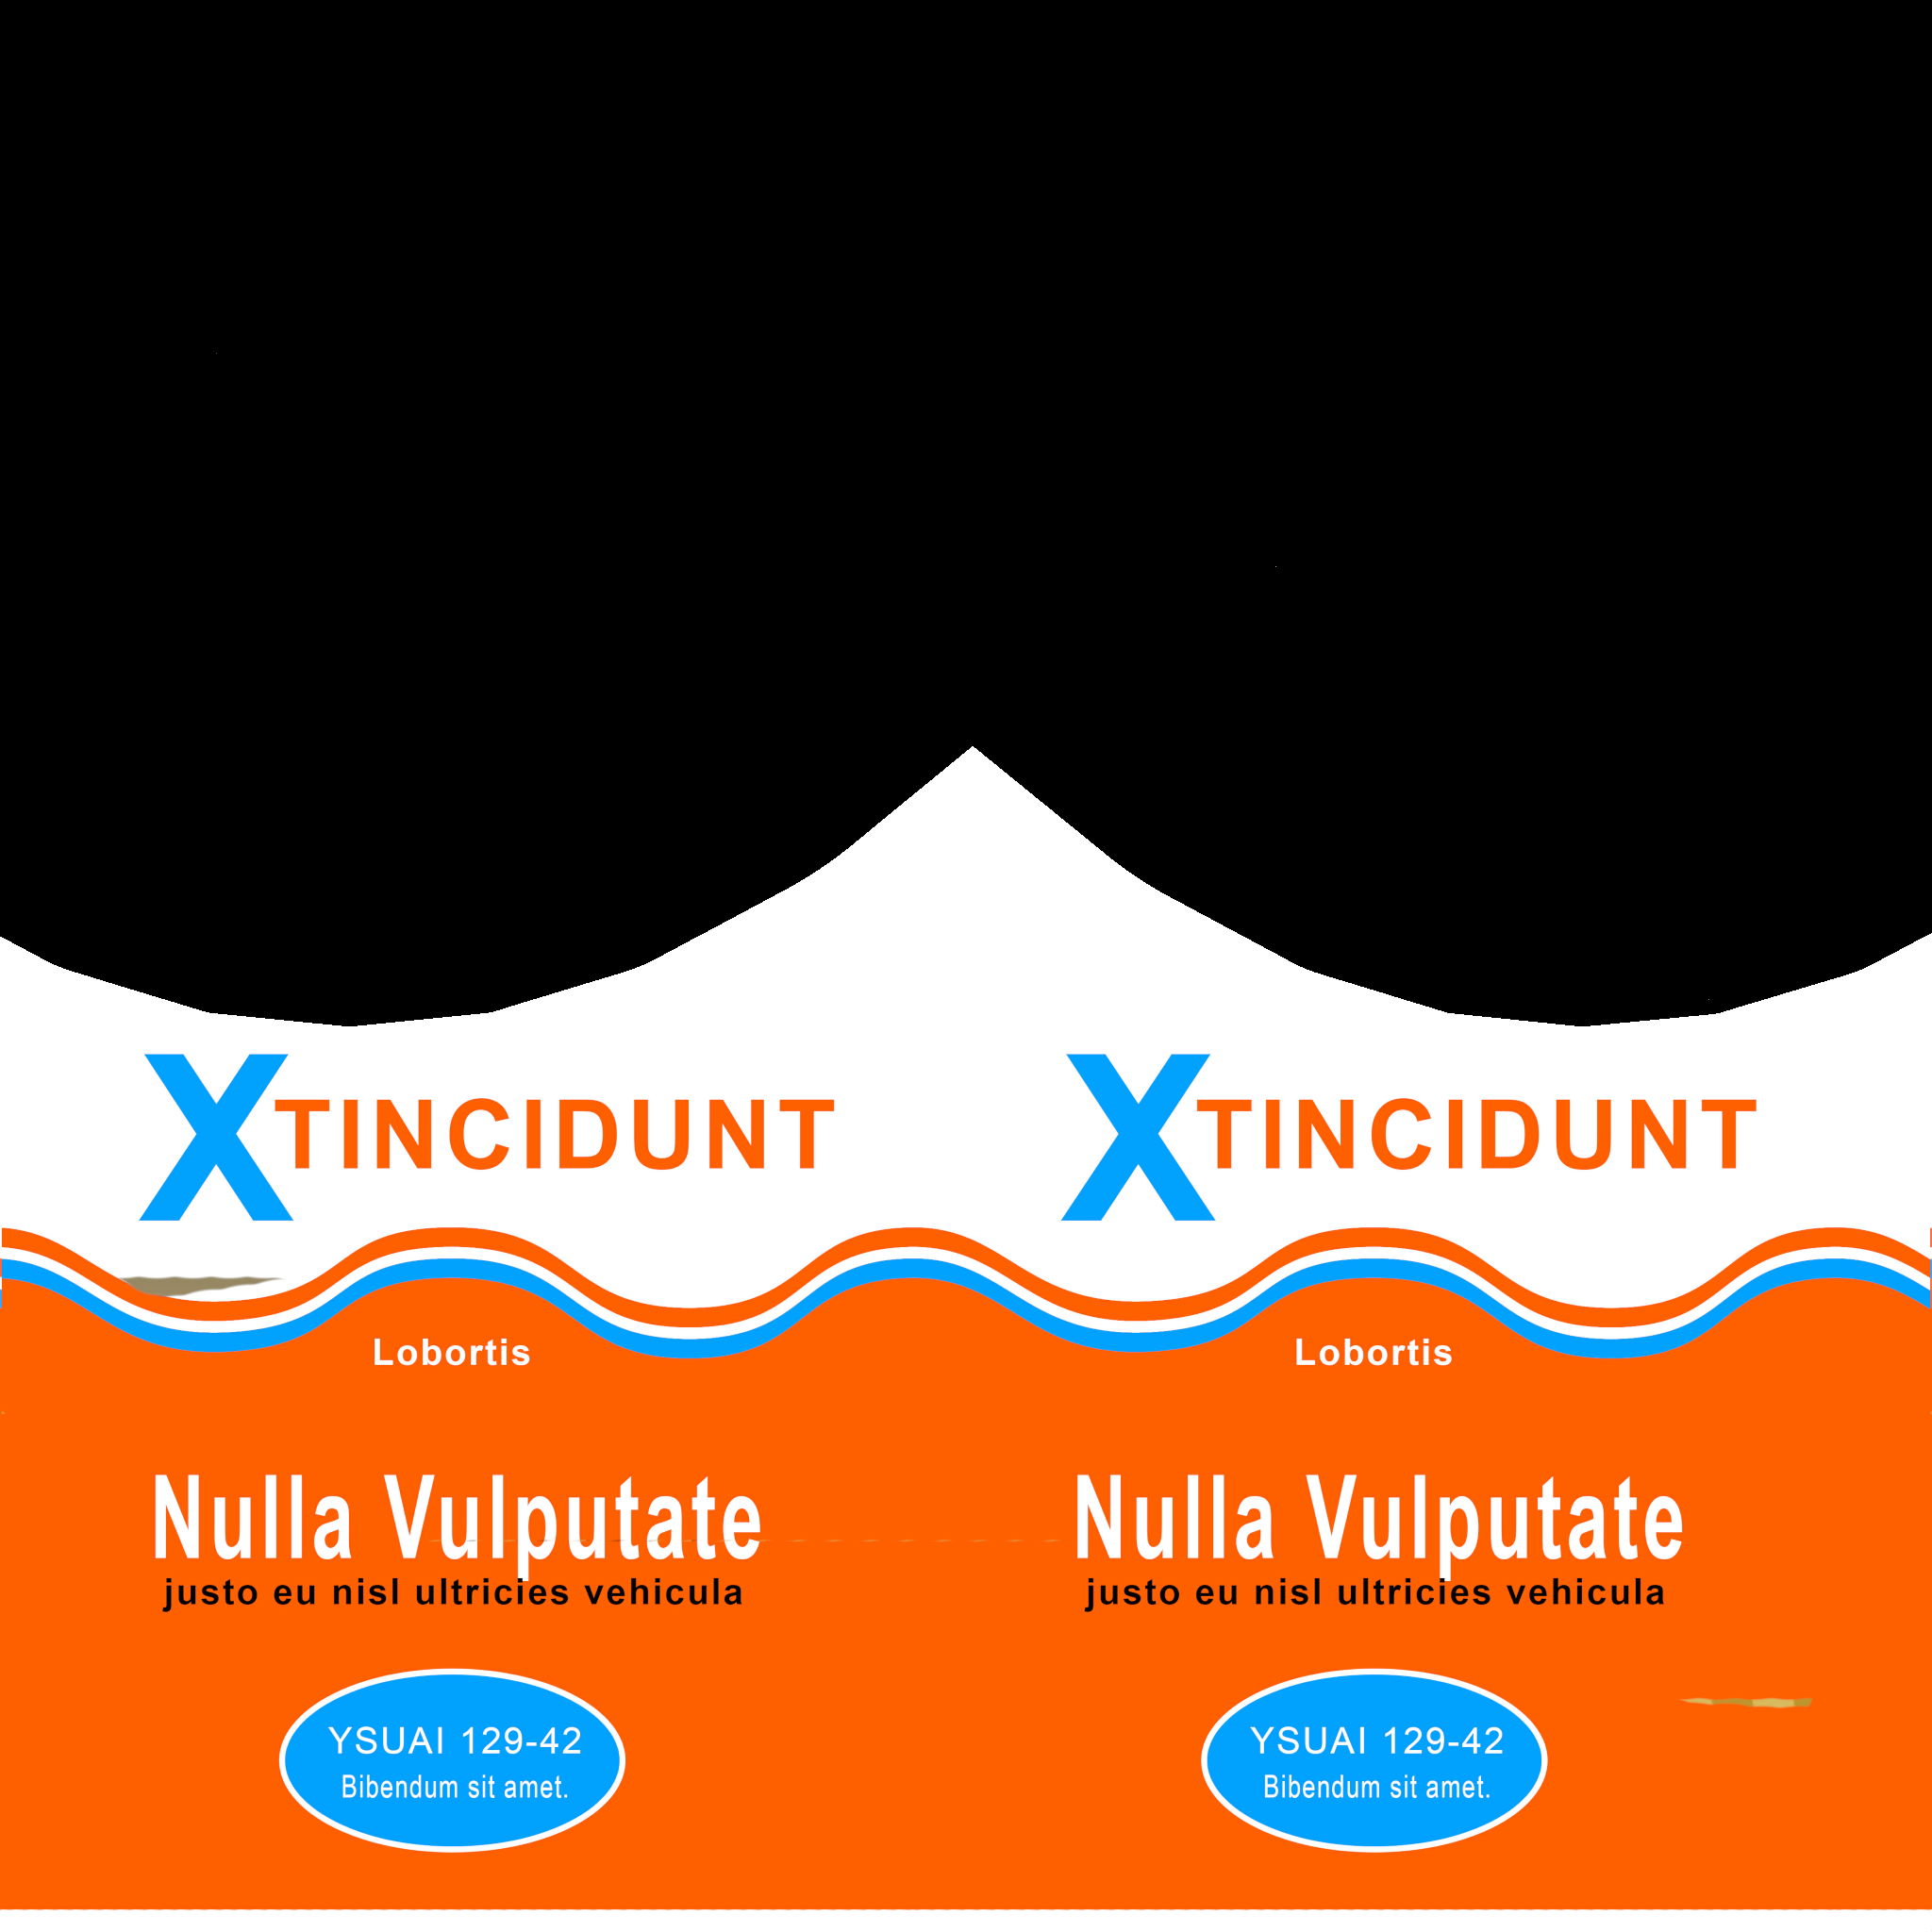 XTINCIDUNT XTINCIDUNT
Lobortis Lobortis
Nulla Vulputate Nulla Vulputate
justo eu nisl ultricies vehicula justo eu nisl ultricies vehicula
YSUAI 129-42 YSUAI 129-42
Bibendum sit amet. Bibendum sit amet.